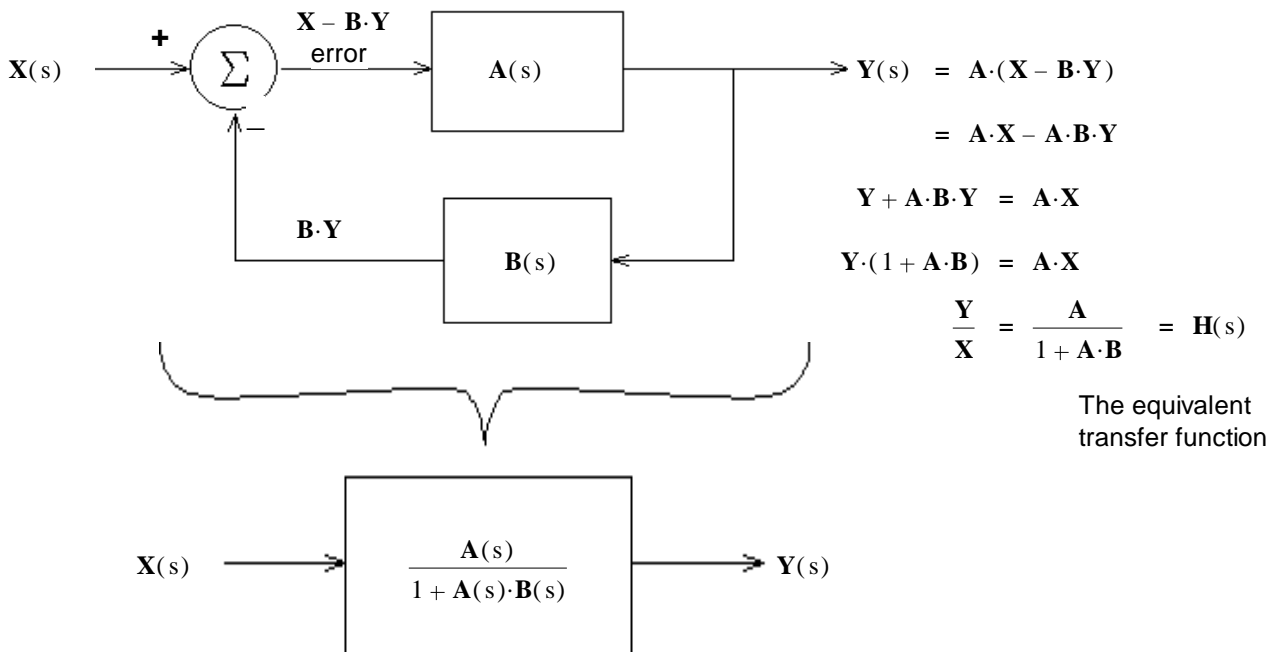 +
X − B·Y
error
X(s)
Σ
A(s)
Y(s) = A·(X − B·Y)
−
= A·X − A·B·Y
Y + A·B·Y = A·X
B·Y
B(s)
Y·(1 + A·B) = A·X
Y/X = A/(1 + A·B) = H(s)
The equivalent
transfer function
X(s)
A(s)
1 + A(s)·B(s)
Y(s)